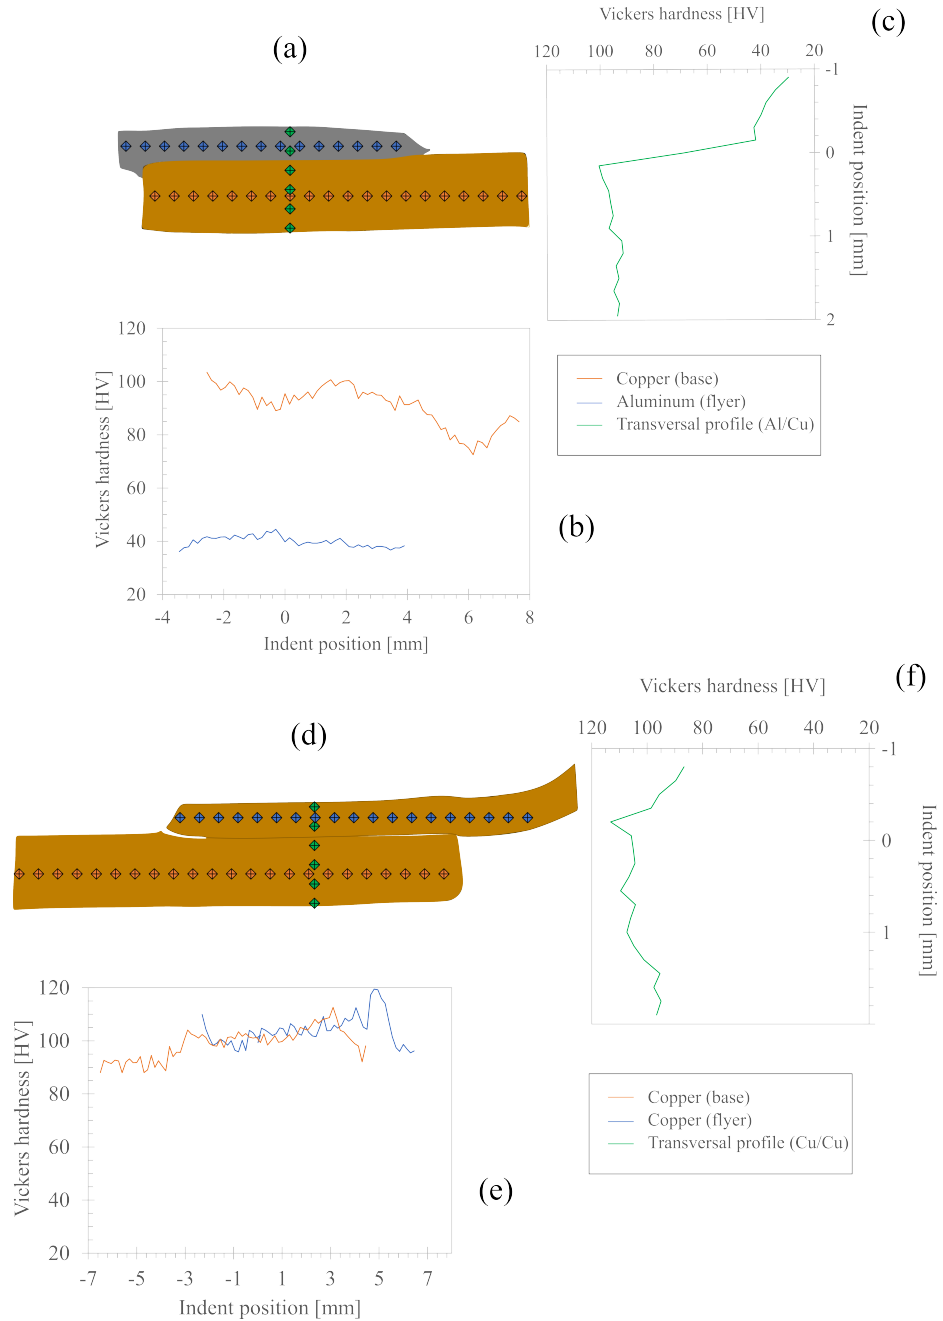 (a)
Vickers hardness [HV]
(c)
120 100 80 60 40 20
-1
0
1
2
Indent position [mm]
120
100
80
60
40
20
Vickers hardness [HV]
-4 -2 0 2 4 6 8
Indent position [mm]
(b)
Copper (base)
Aluminum (flyer)
Transversal profile (Al/Cu)
(d)
Vickers hardness [HV]
(f)
120 100 80 60 40 20
-1
0
1
Indent position [mm]
120
100
80
60
40
20
Vickers hardness [HV]
-7 -5 -3 -1 1 3 5 7
Indent position [mm]
(e)
Copper (base)
Copper (flyer)
Transversal profile (Cu/Cu)